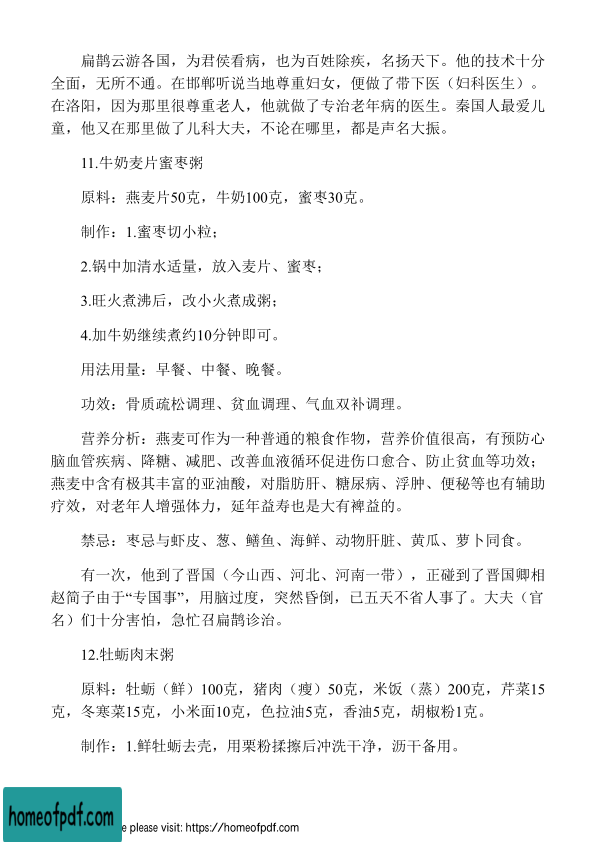 扁鹊云游各国，为君侯看病，也为百姓除疾，名扬天下。他的技术十分
全面，无所不通。在邯郸听说当地尊重妇女，便做了带下医（妇科医生）。
在洛阳，因为那里很尊重老人，他就做了专治老年病的医生。秦国人最爱儿
童，他又在那里做了儿科大夫，不论在哪里，都是声名大振。
11.牛奶麦片蜜枣粥
原料：燕麦片50克，牛奶100克，蜜枣30克。
制作：1.蜜枣切小粒；
2.锅中加清水适量，放入麦片、蜜枣；
3.旺火煮沸后，改小火煮成粥；
4.加牛奶继续煮约10分钟即可。
用法用量：早餐、中餐、晚餐。
功效：骨质疏松调理、贫血调理、气血双补调理。
营养分析：燕麦可作为一种普通的粮食作物，营养价值很高，有预防心
脑血管疾病、降糖、减肥、改善血液循环促进伤口愈合、防止贫血等功效；
燕麦中含有极其丰富的亚油酸，对脂肪肝、糖尿病、浮肿、便秘等也有辅助
疗效，对老年人增强体力，延年益寿也是大有裨益的。
禁忌：枣忌与虾皮、葱、鳝鱼、海鲜、动物肝脏、黄瓜、萝卜同食。
有一次，他到了晋国（今山西、河北、河南一带），正碰到了晋国卿相
赵简子由于“专国事”，用脑过度，突然昏倒，已五天不省人事了。大夫（官
名）们十分害怕，急忙召扁鹊诊治。
12.牡蛎肉末粥
原料：牡蛎（鲜）100克，猪肉（瘦）50克，米饭（蒸）200克，芹菜15
克，冬寒菜15克，小米面10克，色拉油5克，香油5克，胡椒粉1克。
制作：1.鲜牡蛎去壳，用栗粉揉擦后冲洗干净，沥干备用。
homeofpdf.com
e please visit: https://homeofpdf.com